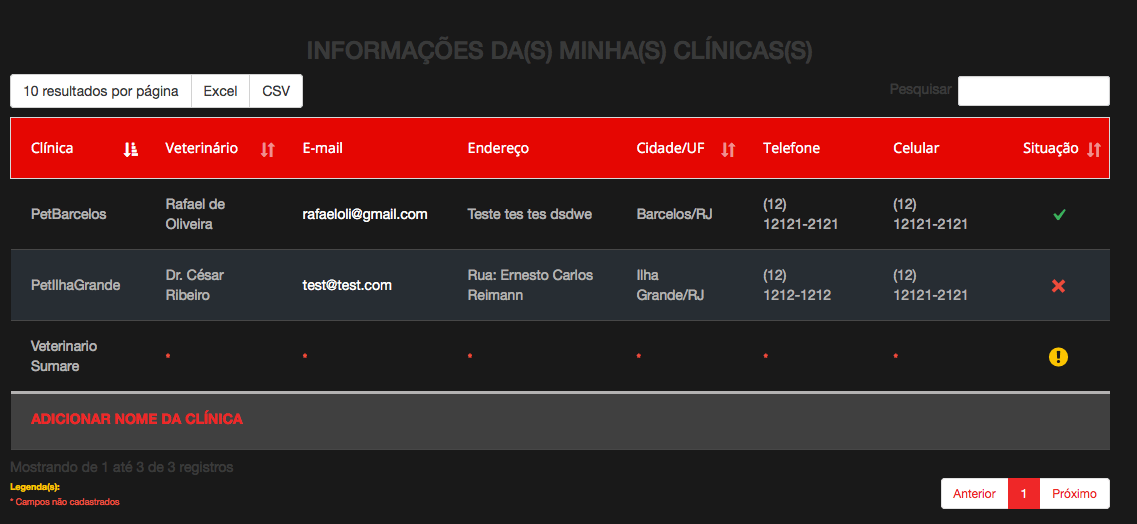 INFORMAÇÕES DA(S) MINHA(S) CLÍNICAS(S)
10 resultados por página Excel CSV Pesquisar
Clínica Veterinário E-mail Endereço Cidade/UF Telefone Celular Situação
PetBarcelos Rafael de Oliveira rafaeloli@gmail.com Teste tes tes dsdwe Barcelos/RJ (12) 12121-2121 (12) 12121-2121
PetIlhaGrande Dr. César Ribeiro test@test.com Rua: Ernesto Carlos Reimann Ilha Grande/RJ (12) 1212-1212 (12) 12121-2121
Veterinario Sumare * * * * * *
ADICIONAR NOME DA CLÍNICA
Mostrando de 1 até 3 de 3 registros
Legenda(s):
* Campos não cadastrados
Anterior 1 Próximo